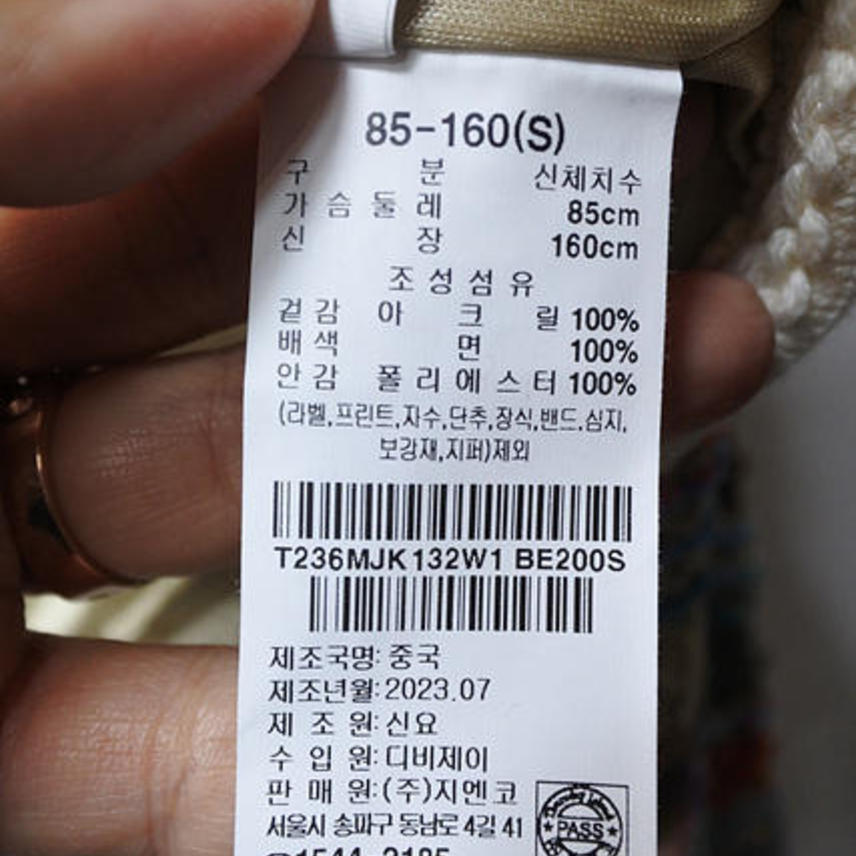 85-160(S)
구 분 신체치수
가 슴 둘 레 85cm
신 장 160cm
조 성 섬 유
겉 감 아 크 릴 100%
배 색 면 100%
안 감 폴 리 에 스 터 100%
(라벨,프린트,자수,단추,장식,밴드,심지,
보강재,지퍼)제외
T236MJK132W1 BE200S
제조국명: 중국
제조년월: 2023.07
제 조 원: 신요
수 입 원: 디비제이
판 매 원: (주)지엔코
서울시 송파구 동남로 4길 41
PASS